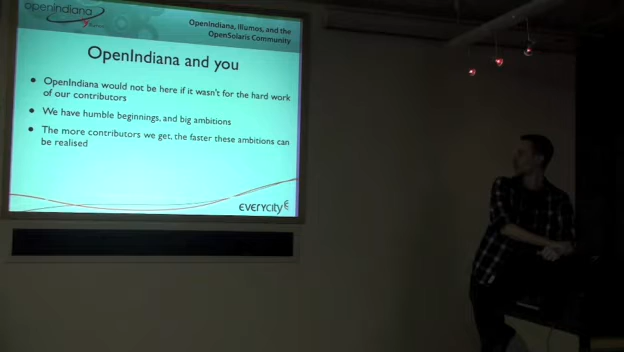 openindiana
OpenIndiana, Illumos, and the
OpenSolaris Community
OpenIndiana and you
• OpenIndiana would not be here if it wasn't for the hard work
of our contributors
• We have humble beginnings, and big ambitions
• The more contributors we get, the faster these ambitions can
be realised
everycity